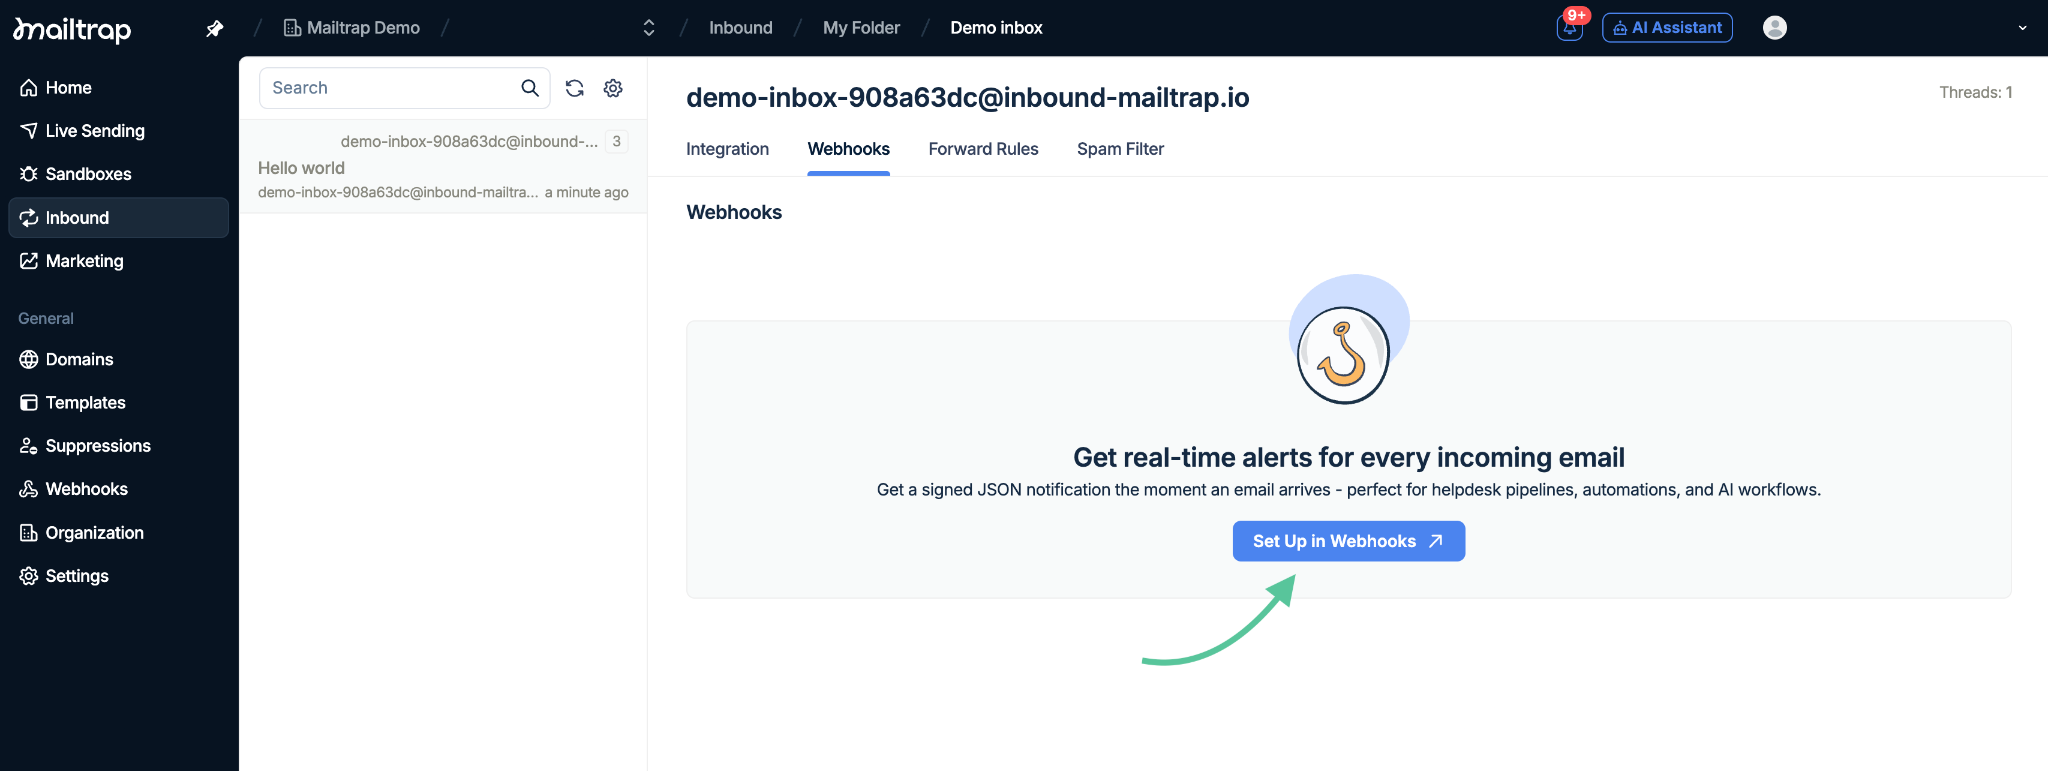 mailtrap
/ Mailtrap Demo / / Inbound / My Folder / Demo inbox
9+
AI Assistant
Home
Live Sending
Sandboxes
Inbound
Marketing
General
Domains
Templates
Suppressions
Webhooks
Organization
Settings
Search
demo-inbox-908a63dc@inbound-... 3
Hello world
demo-inbox-908a63dc@inbound-mailtra... a minute ago
demo-inbox-908a63dc@inbound-mailtrap.io
Threads: 1
Integration Webhooks Forward Rules Spam Filter
Webhooks
Get real-time alerts for every incoming email
Get a signed JSON notification the moment an email arrives - perfect for helpdesk pipelines, automations, and AI workflows.
Set Up in Webhooks